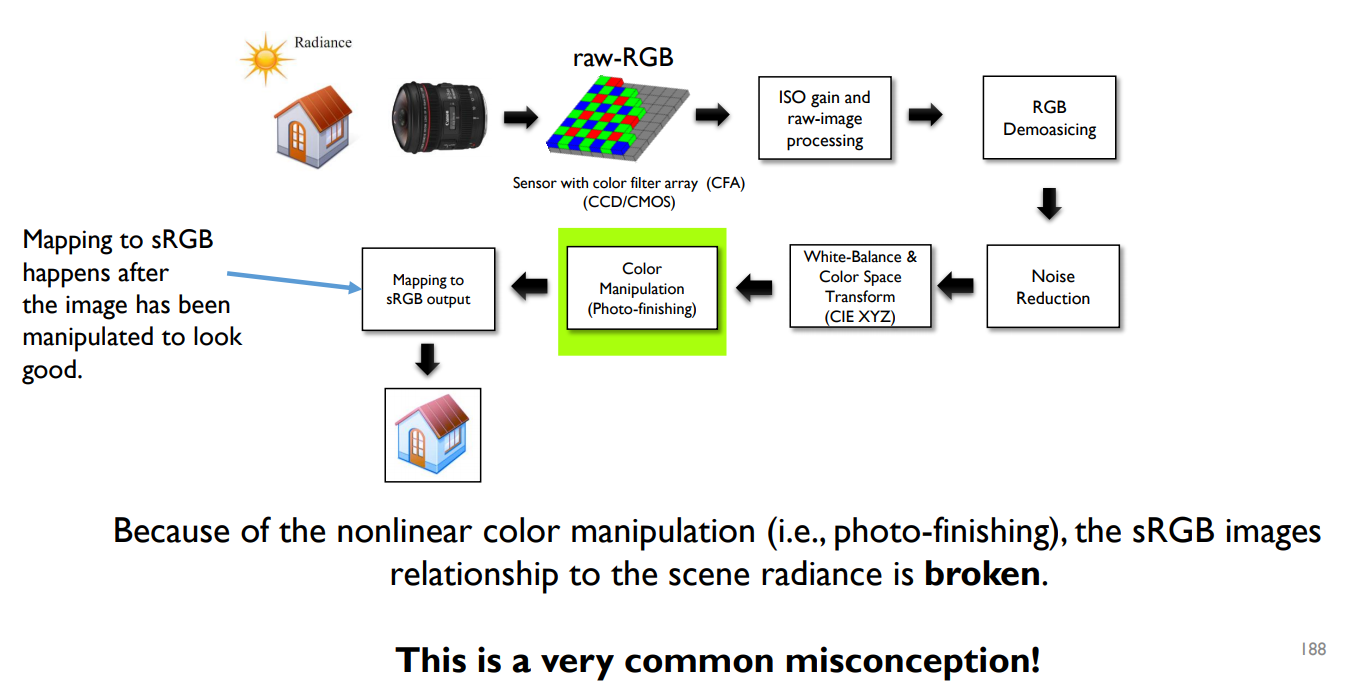 Radiance
raw-RGB
Sensor with color filter array (CFA)
(CCD/CMOS)
ISO gain and
raw-image
processing
RGB
Demoasicing
Noise
Reduction
White-Balance &
Color Space
Transform
(CIE XYZ)
Color
Manipulation
(Photo-finishing)
Mapping to
sRGB output
Mapping to sRGB
happens after
the image has been
manipulated to look
good.
Because of the nonlinear color manipulation (i.e., photo-finishing), the sRGB images
relationship to the scene radiance is broken.
This is a very common misconception!
188